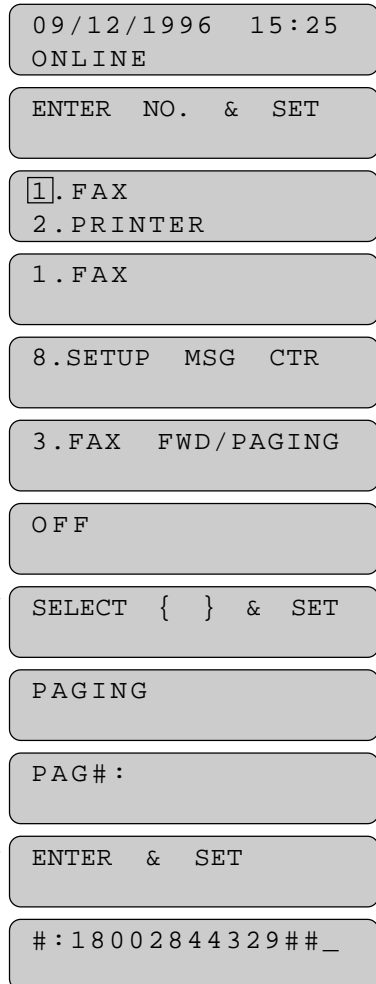 09/12/1996 15:25
ONLINE
ENTER NO. & SET
1.FAX
2.PRINTER
1.FAX
8.SETUP MSG CTR
3.FAX FWD/PAGING
OFF
SELECT { } & SET
PAGING
PAG#:
ENTER & SET
#:18002844329##_